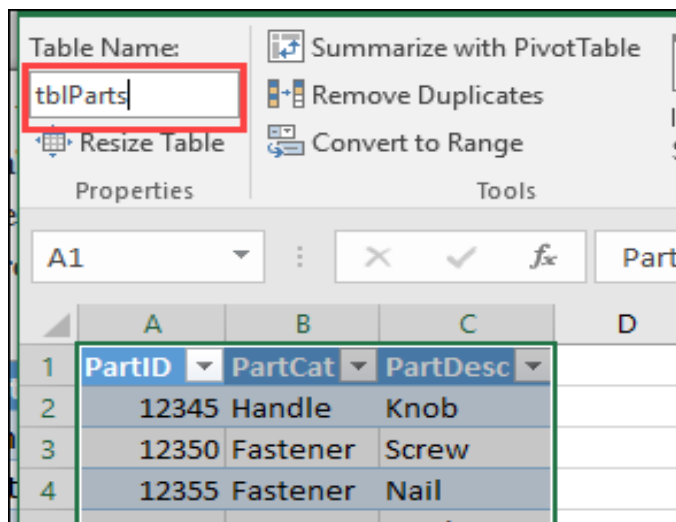 Table Name:
Summarize with PivotTable
tblParts
Remove Duplicates
Resize Table
Convert to Range
Properties
Tools
A1
fx
Part
A B C D
1 PartID PartCat PartDesc
2 12345 Handle Knob
3 12350 Fastener Screw
4 12355 Fastener Nail